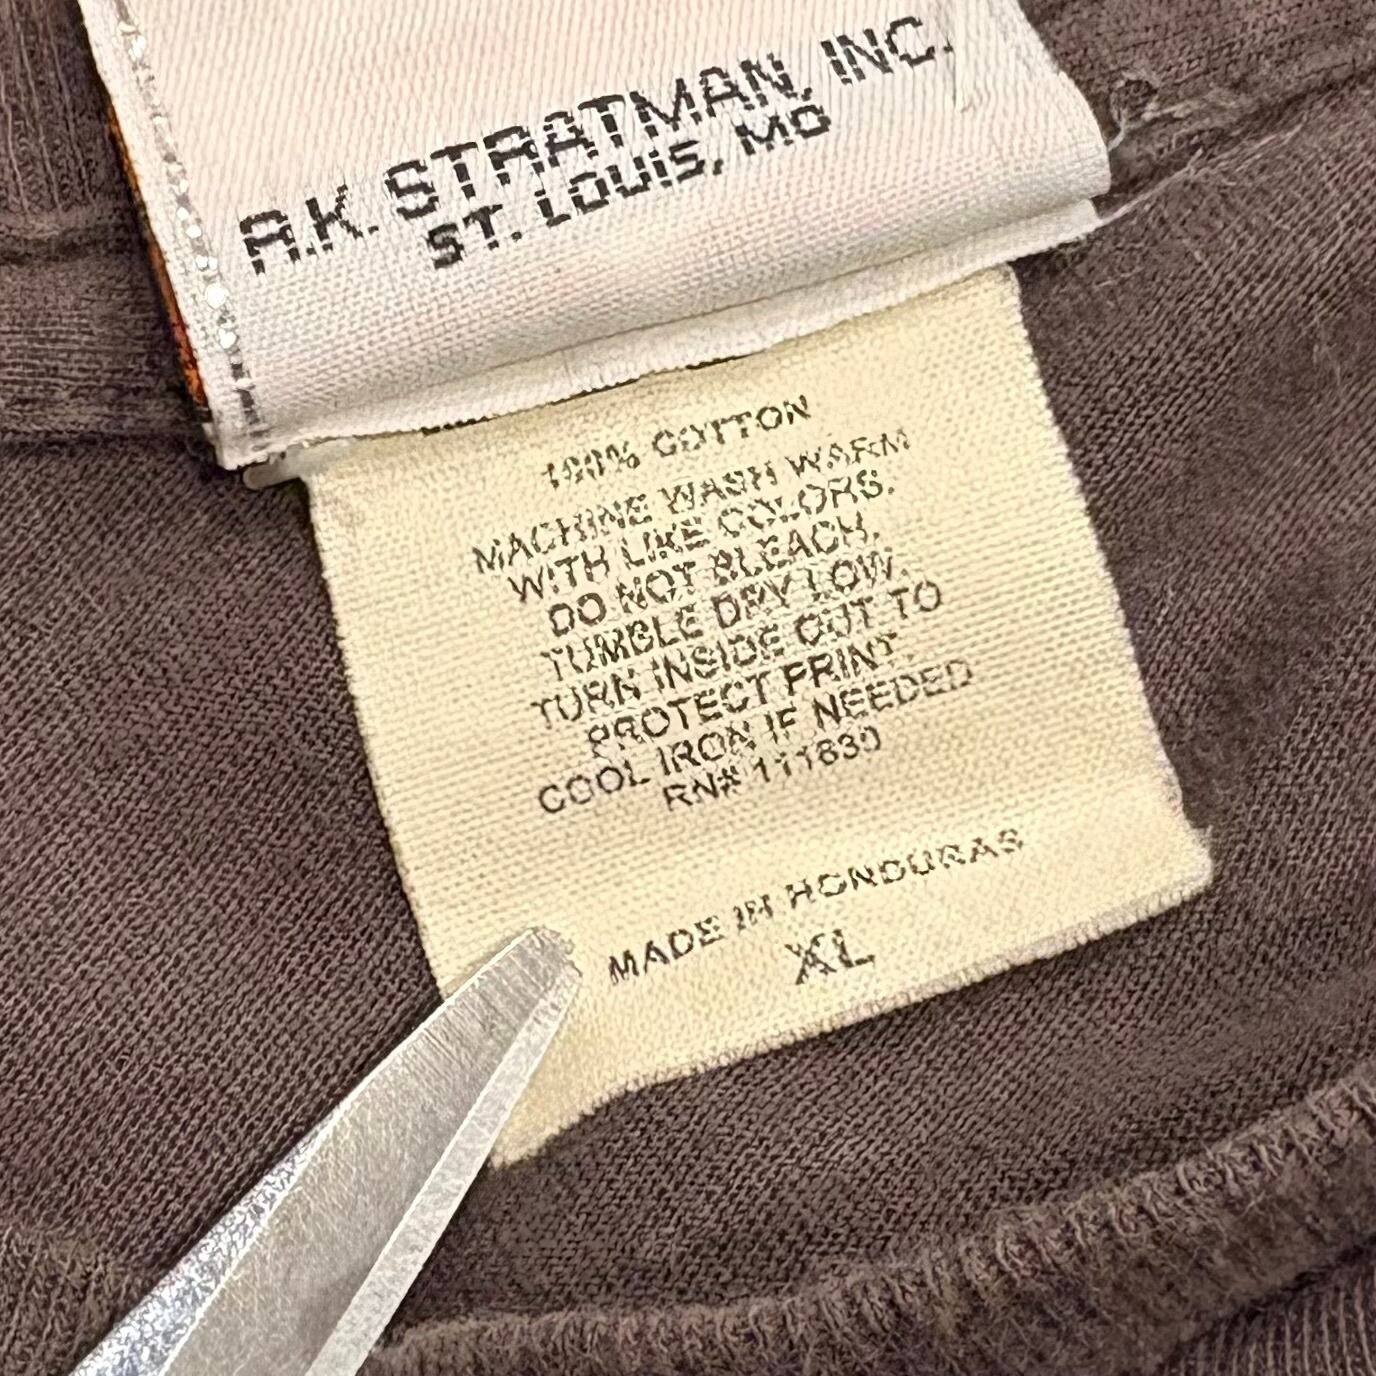 A.K. STRATMAN, INC.
ST. LOUIS, MO
100% COTTON
MACHINE WASH WARM
WITH LIKE COLORS.
DO NOT BLEACH.
TUMBLE DRY LOW.
TURN INSIDE OUT TO
PROTECT PRINT.
COOL IRON IF NEEDED
RN# 111830
MADE IN HONDURAS
XL